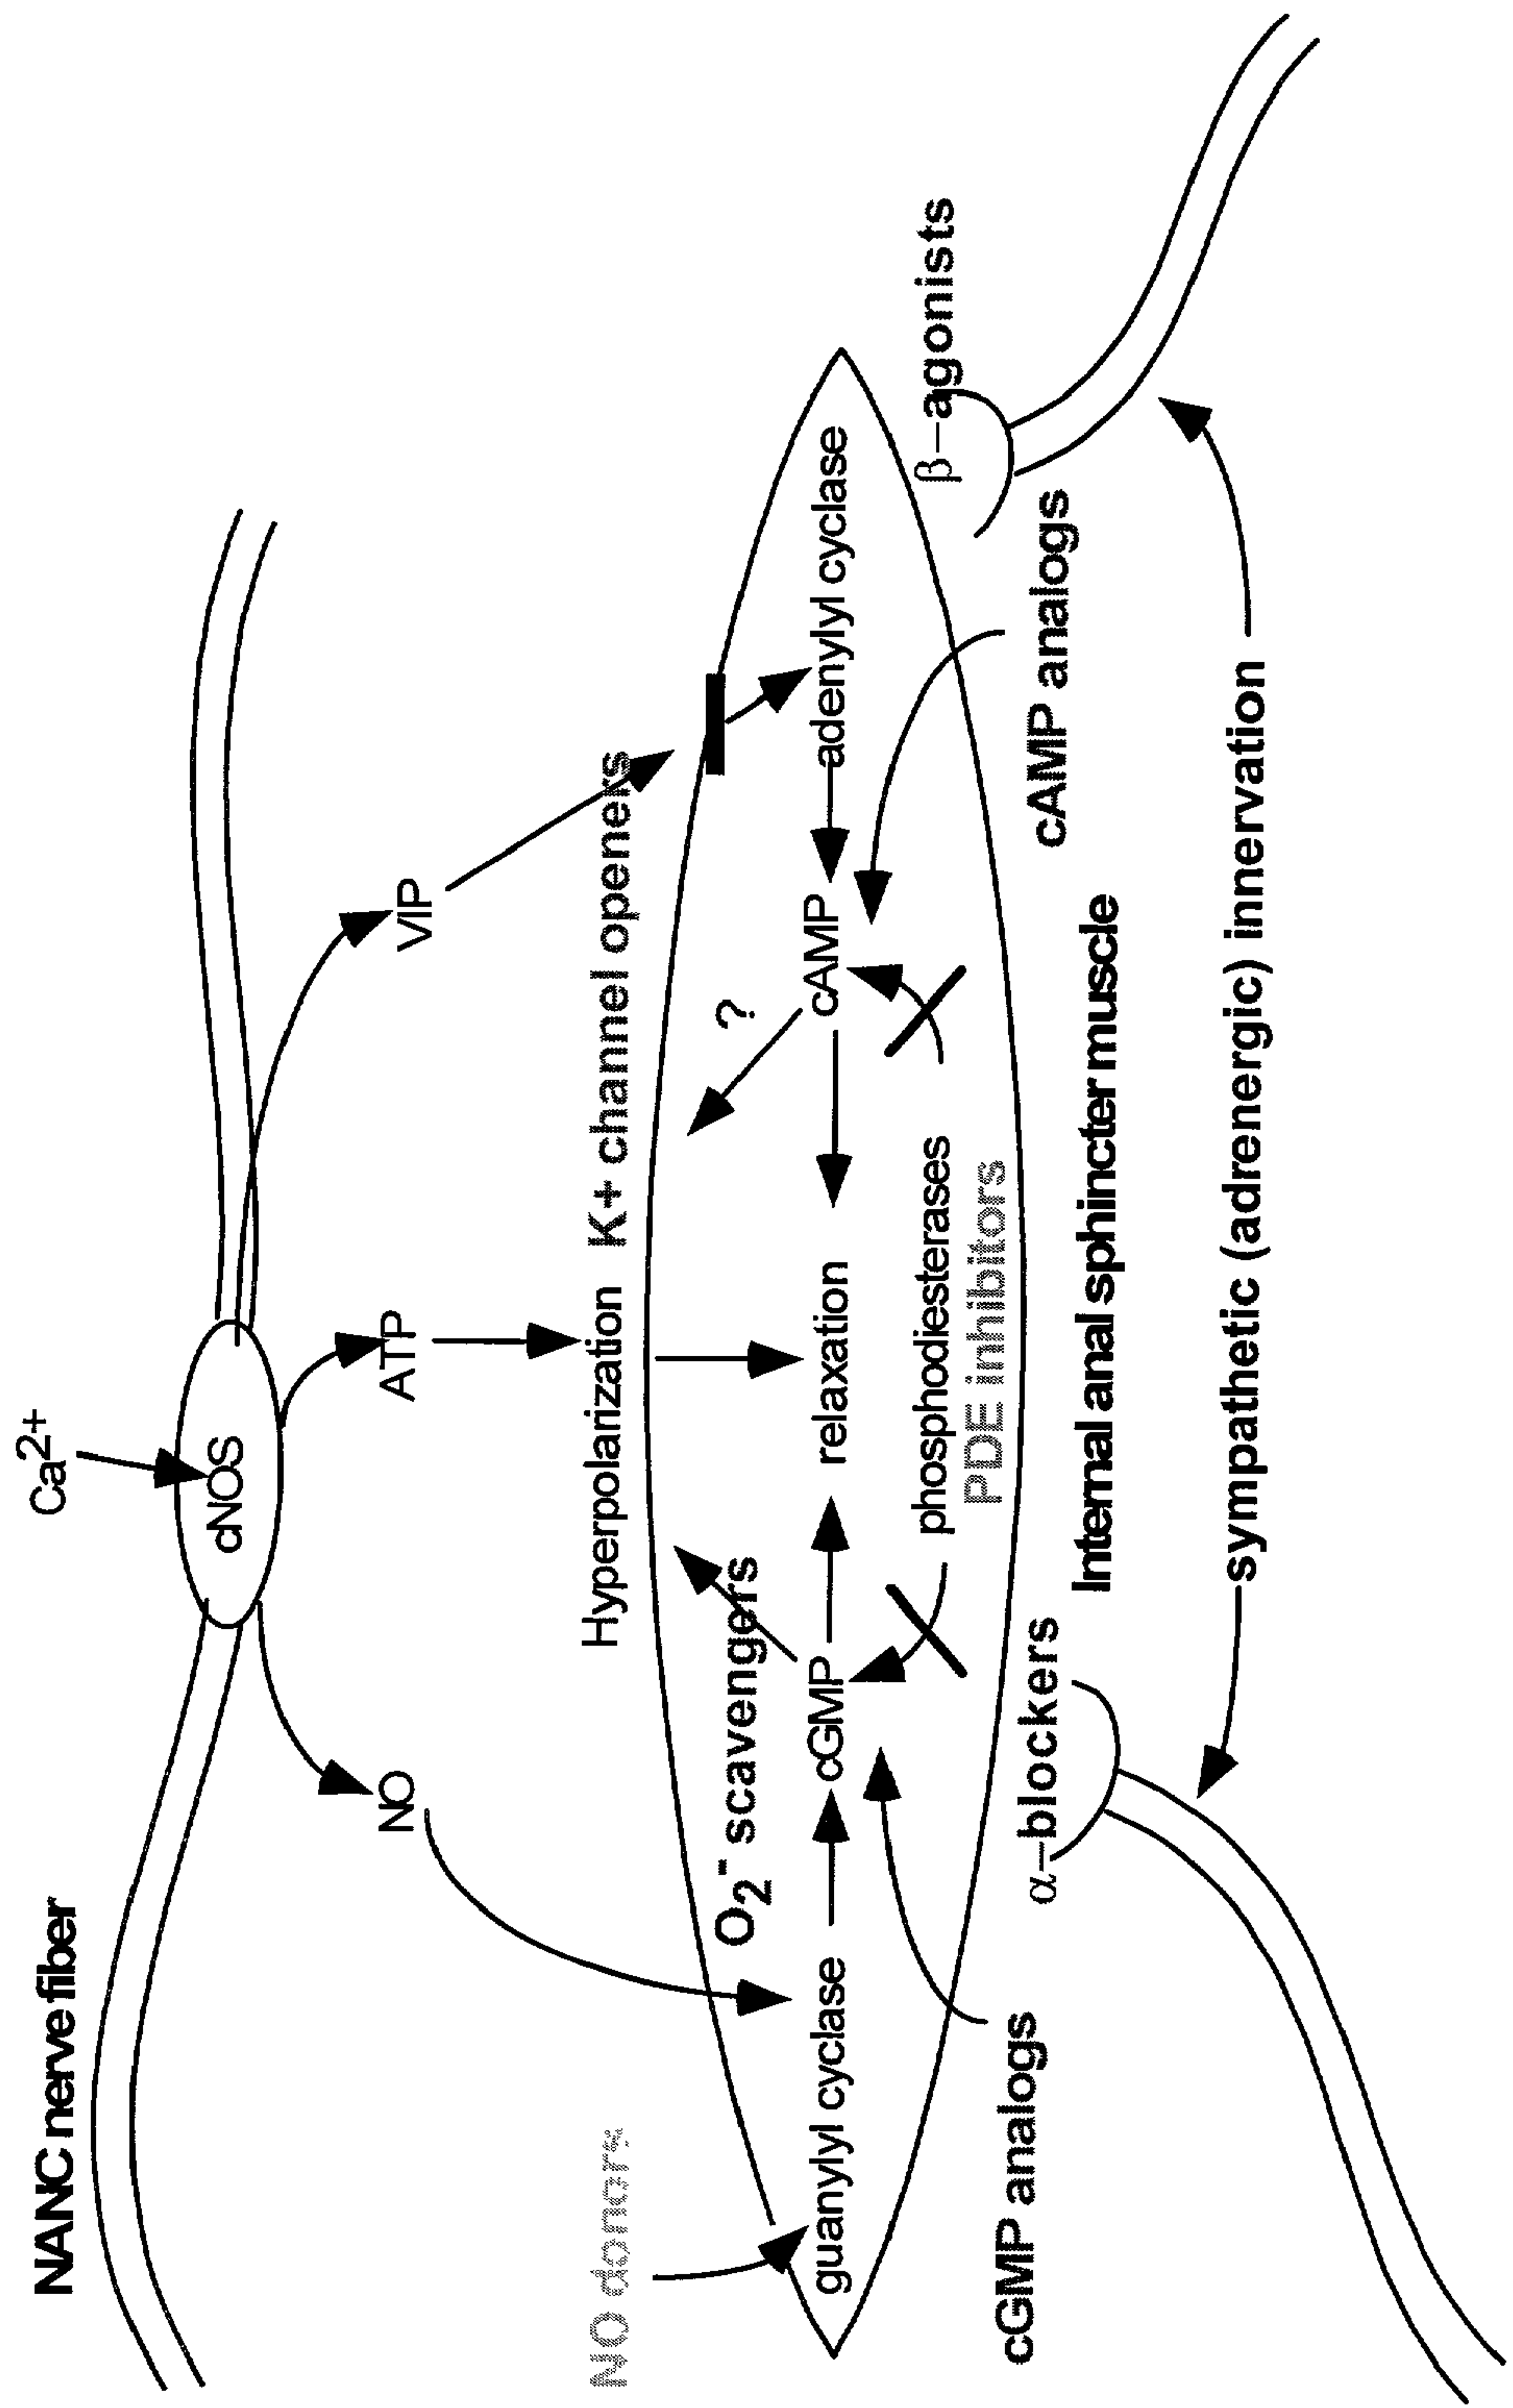 NANC nerve fiber
Ca2+
cNOS
NO
ATP
VIP
NO donors
Hyperpolarization
K+ channel openers
O2- scavengers
?
guanylyl cyclase
cGMP
relaxation
cAMP
adenylyl cyclase
phosphodiesterases
PDE inhibitors
β-agonists
cGMP analogs
α-blockers
cAMP analogs
Internal anal sphincter muscle
sympathetic (adrenergic) innervation